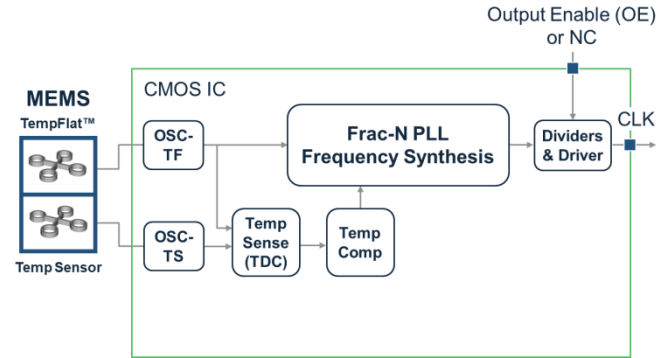 Output Enable (OE)
or NC
MEMS
TempFlat™
CMOS IC
CLK
OSC-
TF
Frac-N PLL
Frequency Synthesis
Dividers
& Driver
OSC-
TS
Temp
Sense
(TDC)
Temp
Comp
Temp Sensor